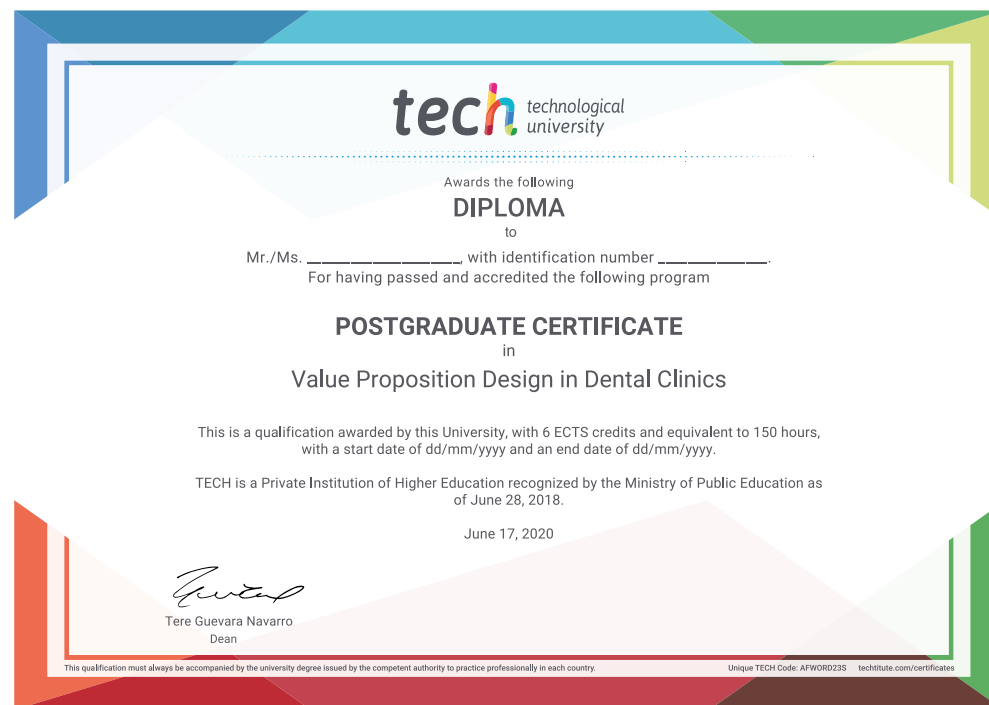 tech technological
university
Awards the following
DIPLOMA
to
Mr./Ms. ____________________, with identification number ______________.
For having passed and accredited the following program
POSTGRADUATE CERTIFICATE
in
Value Proposition Design in Dental Clinics
This is a qualification awarded by this University, with 6 ECTS credits and equivalent to 150 hours,
with a start date of dd/mm/yyyy and an end date of dd/mm/yyyy.
TECH is a Private Institution of Higher Education recognized by the Ministry of Public Education as
of June 28, 2018.
June 17, 2020
Tere Guevara Navarro
Dean
This qualification must always be accompanied by the university degree issued by the competent authority to practice professionally in each country.
Unique TECH Code: AFWORD23S techtitute.com/certificates